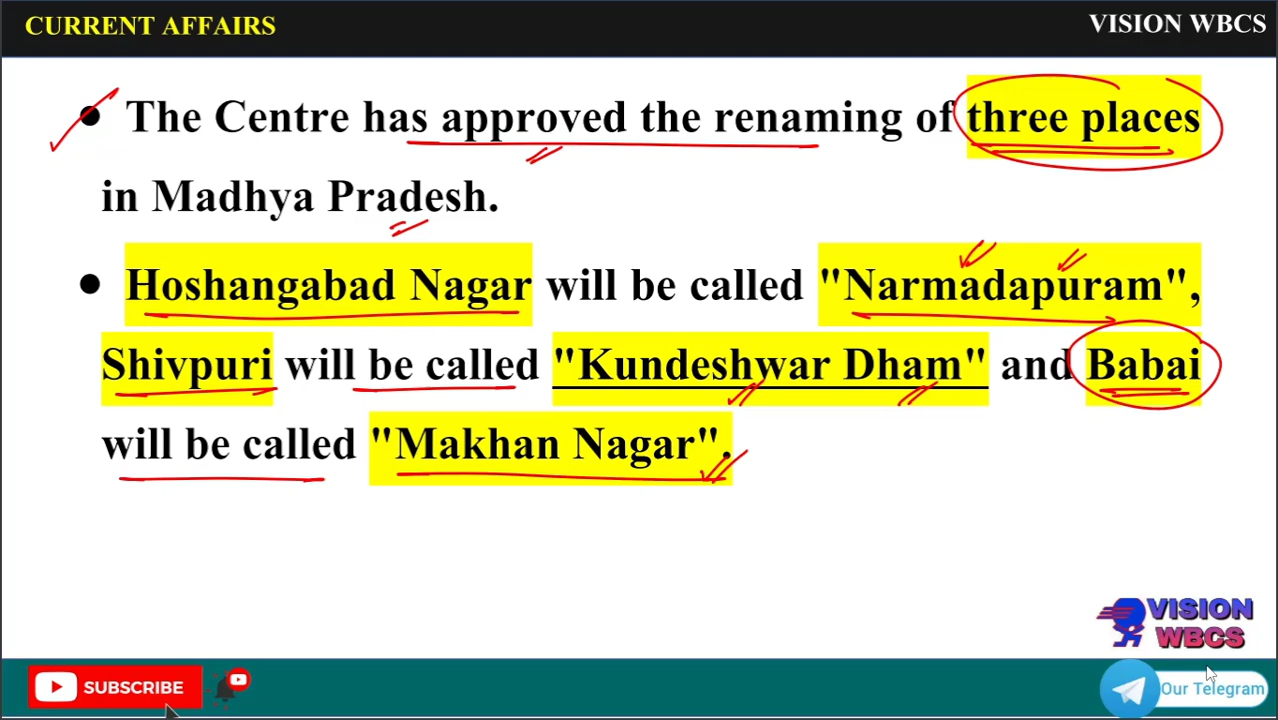 CURRENT AFFAIRS
VISION WBCS
● The Centre has approved the renaming of three places
in Madhya Pradesh.
● Hoshangabad Nagar will be called "Narmadapuram",
Shivpuri will be called "Kundeshwar Dham" and Babai
will be called "Makhan Nagar".
VISION
WBCS
SUBSCRIBE
Our Telegram